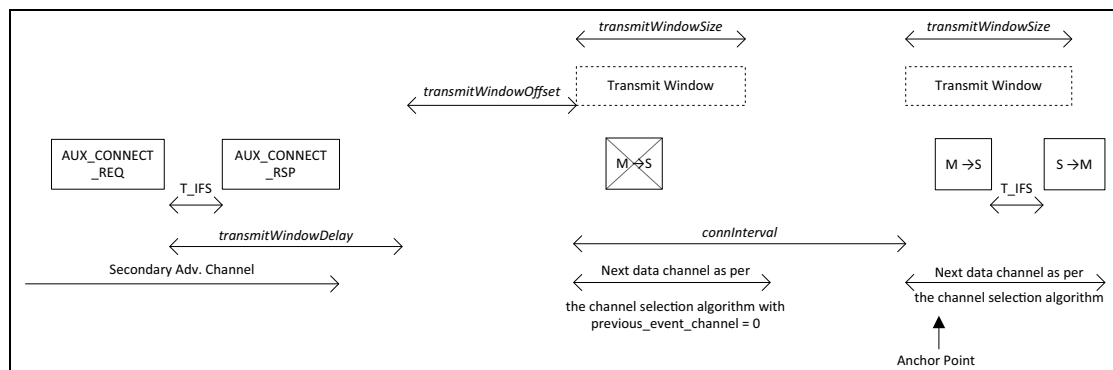 transmitWindowSize
transmitWindowSize
Transmit Window
Transmit Window
transmitWindowOffset
AUX_CONNECT
_REQ
AUX_CONNECT
_RSP
M→S
M→S
S→M
T_IFS
T_IFS
transmitWindowDelay
connInterval
Secondary Adv. Channel
Next data channel as per
the channel selection algorithm with
previous_event_channel = 0
Next data channel as per
the channel selection algorithm
Anchor Point